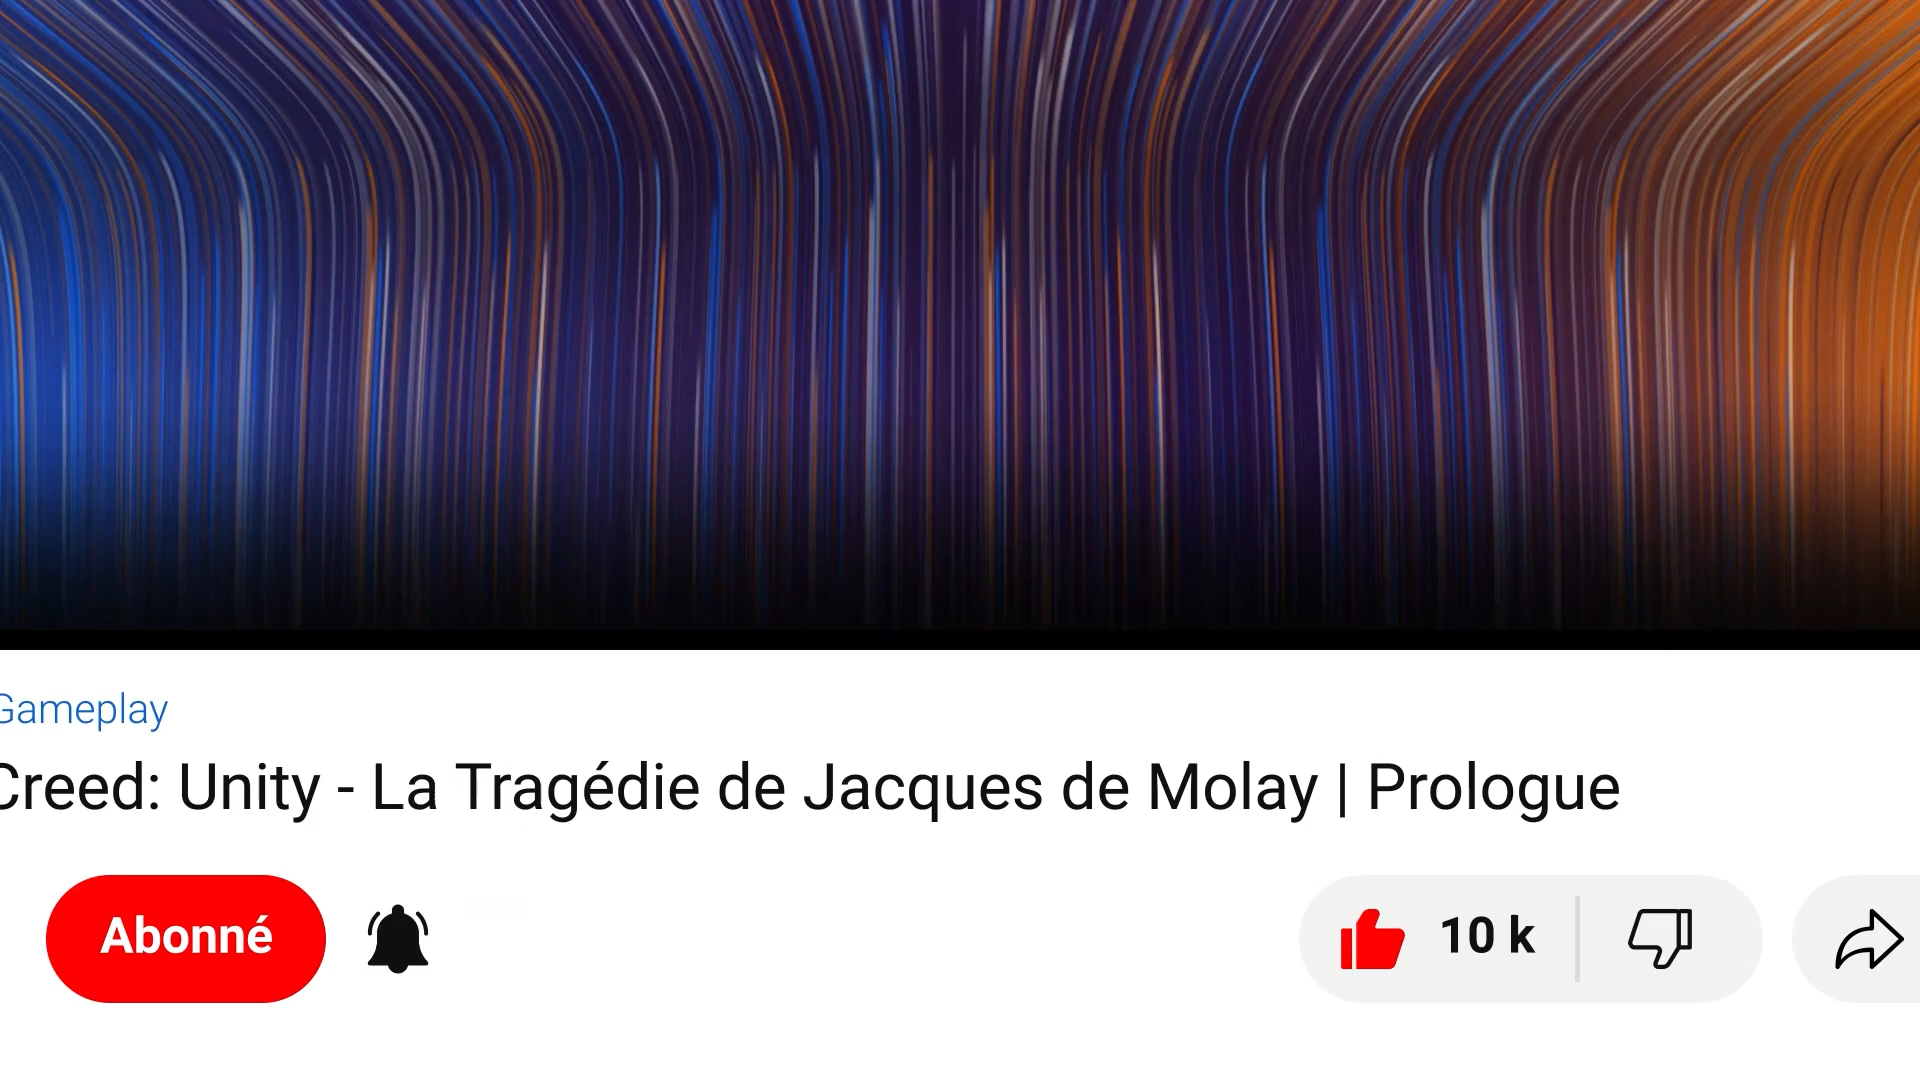 Gameplay
Creed: Unity - La Tragédie de Jacques de Molay | Prologue
Abonné
10 k